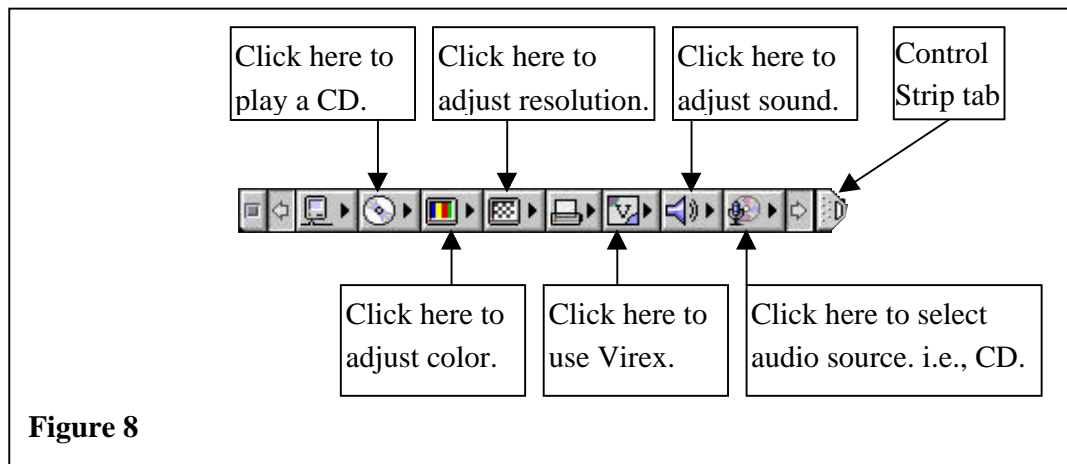 Click here to
play a CD.
Click here to
adjust resolution.
Click here to
adjust sound.
Control
Strip tab
Click here to
adjust color.
Click here to
use Virex.
Click here to select
audio source. i.e., CD.
Figure 8